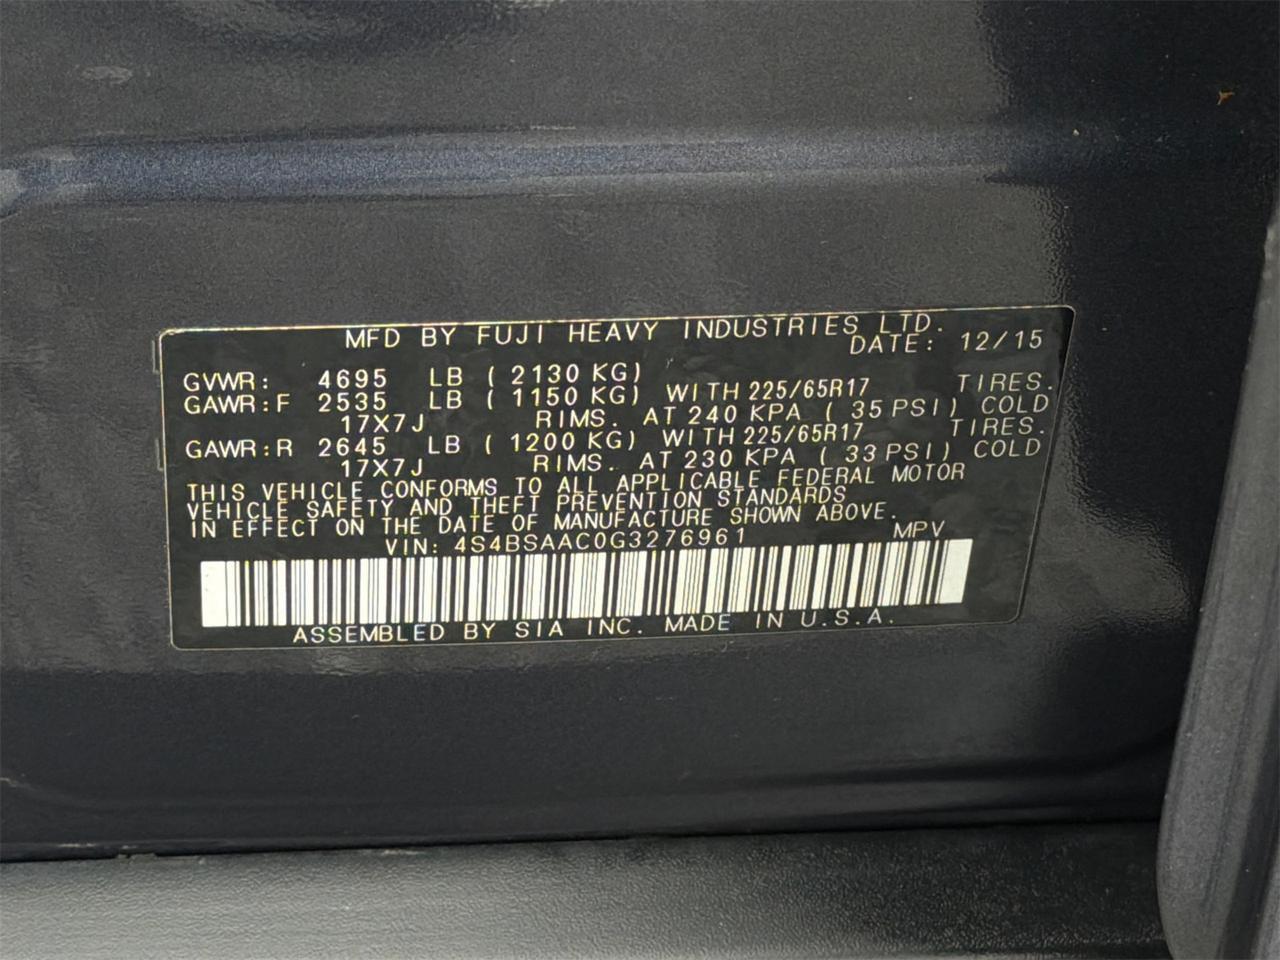 MFD BY FUJI HEAVY INDUSTRIES LTD.
DATE: 12/15
GVWR: 4695 LB ( 2130 KG)
GAWR:F 2535 LB ( 1150 KG) WITH 225/65R17 TIRES.
17X7J RIMS. AT 240 KPA ( 35 PSI) COLD
GAWR:R 2645 LB ( 1200 KG) WITH 225/65R17 TIRES.
17X7J RIMS. AT 230 KPA ( 33 PSI) COLD
THIS VEHICLE CONFORMS TO ALL APPLICABLE FEDERAL MOTOR
VEHICLE SAFETY AND THEFT PREVENTION STANDARDS
IN EFFECT ON THE DATE OF MANUFACTURE SHOWN ABOVE.
VIN: 4S4BSAAC0G3276961 MPV
ASSEMBLED BY SIA INC. MADE IN U.S.A.